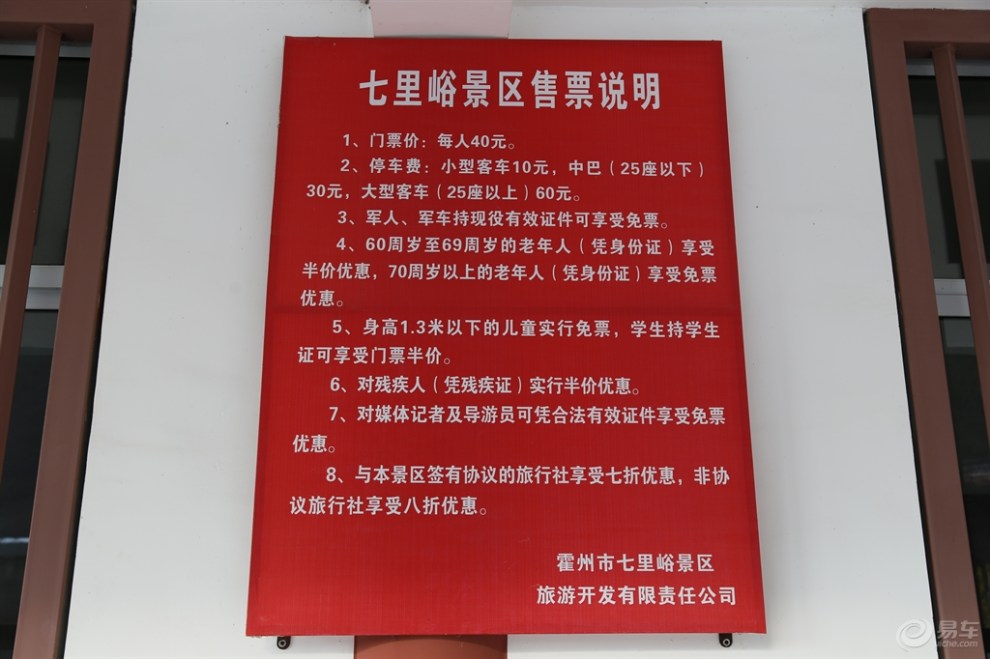 七里峪景区售票说明
1、门票价：每人40元。
2、停车费：小型客车10元，中巴（25座以下）
30元，大型客车（25座以上）60元。
3、军人、军车持现役有效证件可享受免票。
4、60周岁至69周岁的老年人（凭身份证）享受
半价优惠，70周岁以上的老年人（凭身份证）享受免票
优惠。
5、身高1.3米以下的儿童实行免票，学生持学生
证可享受门票半价。
6、对残疾人（凭残疾证）实行半价优惠。
7、对媒体记者及导游员可凭合法有效证件享受免票
优惠。
8、与本景区签有协议的旅行社享受七折优惠，非协
议旅行社享受八折优惠。
霍州市七里峪景区
旅游开发有限责任公司
易车